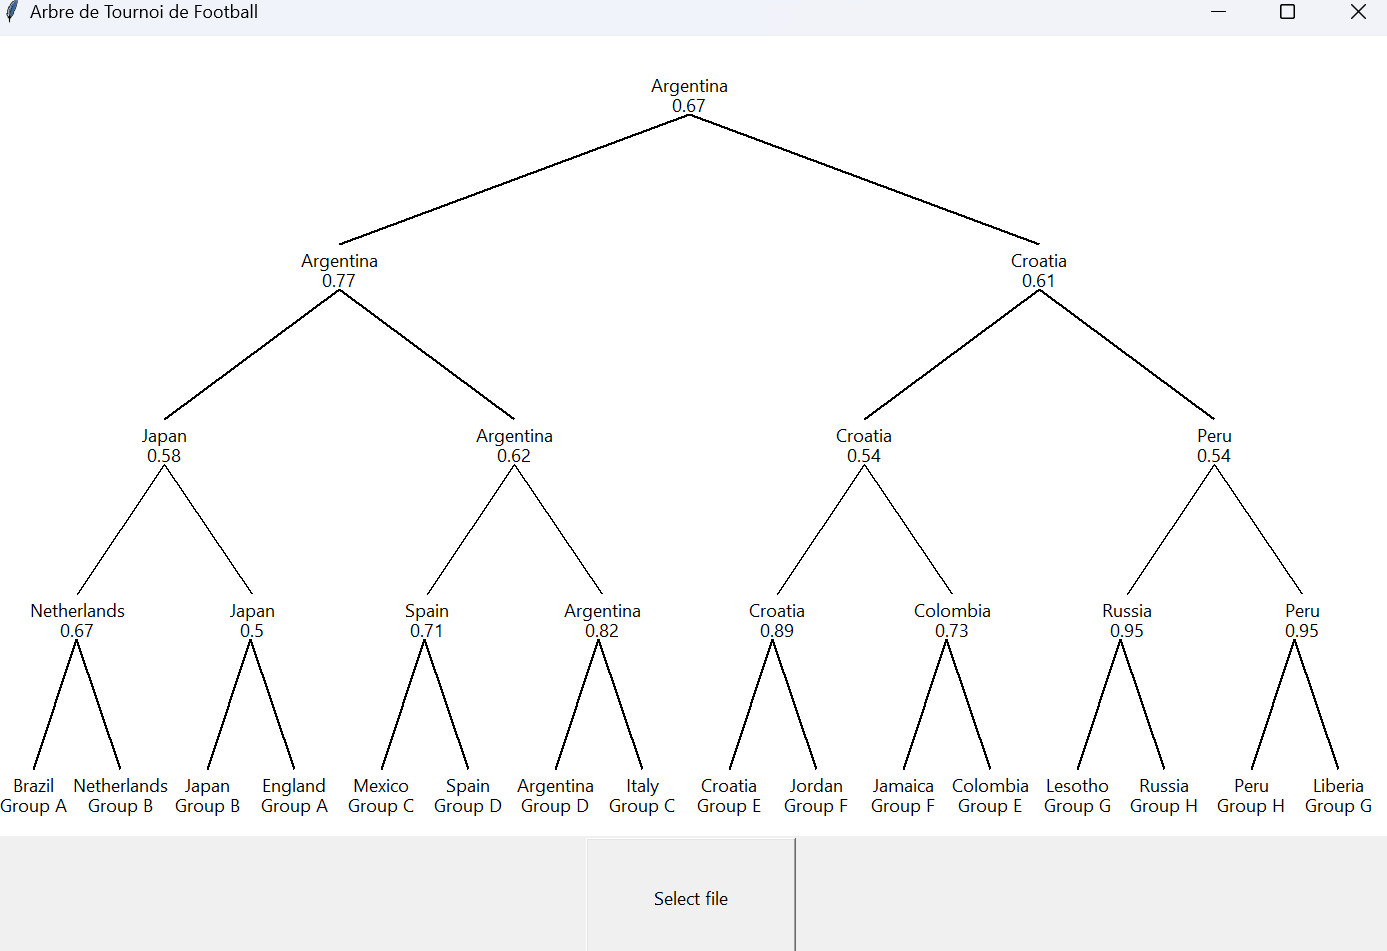 Arbre de Tournoi de Football
Argentina
0.67
Argentina Croatia
0.77 0.61
Japan Argentina Croatia Peru
0.58 0.62 0.54 0.54
Netherlands Japan Spain Argentina Croatia Colombia Russia Peru
0.67 0.5 0.71 0.82 0.89 0.73 0.95 0.95
Brazil Netherlands Japan England Mexico Spain Argentina Italy Croatia Jordan Jamaica Colombia Lesotho Russia Peru Liberia
Group A Group B Group B Group A Group C Group D Group D Group C Group E Group F Group F Group E Group G Group H Group H Group G
Select file